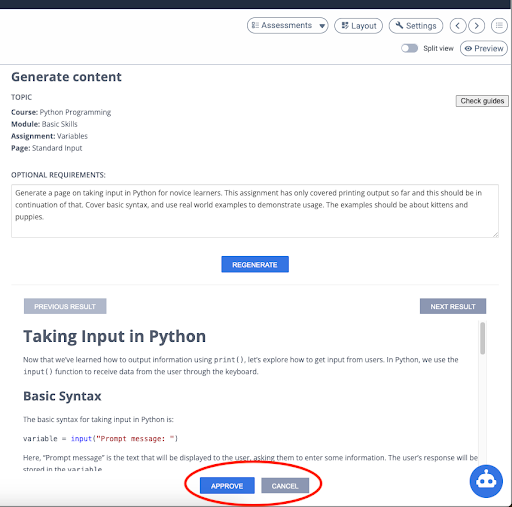 Assessments
Layout
Settings
Split view
Preview
Generate content
TOPIC
Check guides
Course: Python Programming
Module: Basic Skills
Assignment: Variables
Page: Standard Input
OPTIONAL REQUIREMENTS:
Generate a page on taking input in Python for novice learners. This assignment has only covered printing output so far and this should be in
continuation of that. Cover basic syntax, and use real world examples to demonstrate usage. The examples should be about kittens and
puppies.
REGENERATE
PREVIOUS RESULT
NEXT RESULT
Taking Input in Python
Now that we've learned how to output information using print(), let's explore how to get input from users. In Python, we use the
input() function to receive data from the user through the keyboard.
Basic Syntax
The basic syntax for taking input in Python is:
variable = input("Prompt message: ")
Here, "Prompt message" is the text that will be displayed to the user, asking them to enter some information. The user's response will be
stored in the variable.
APPROVE
CANCEL